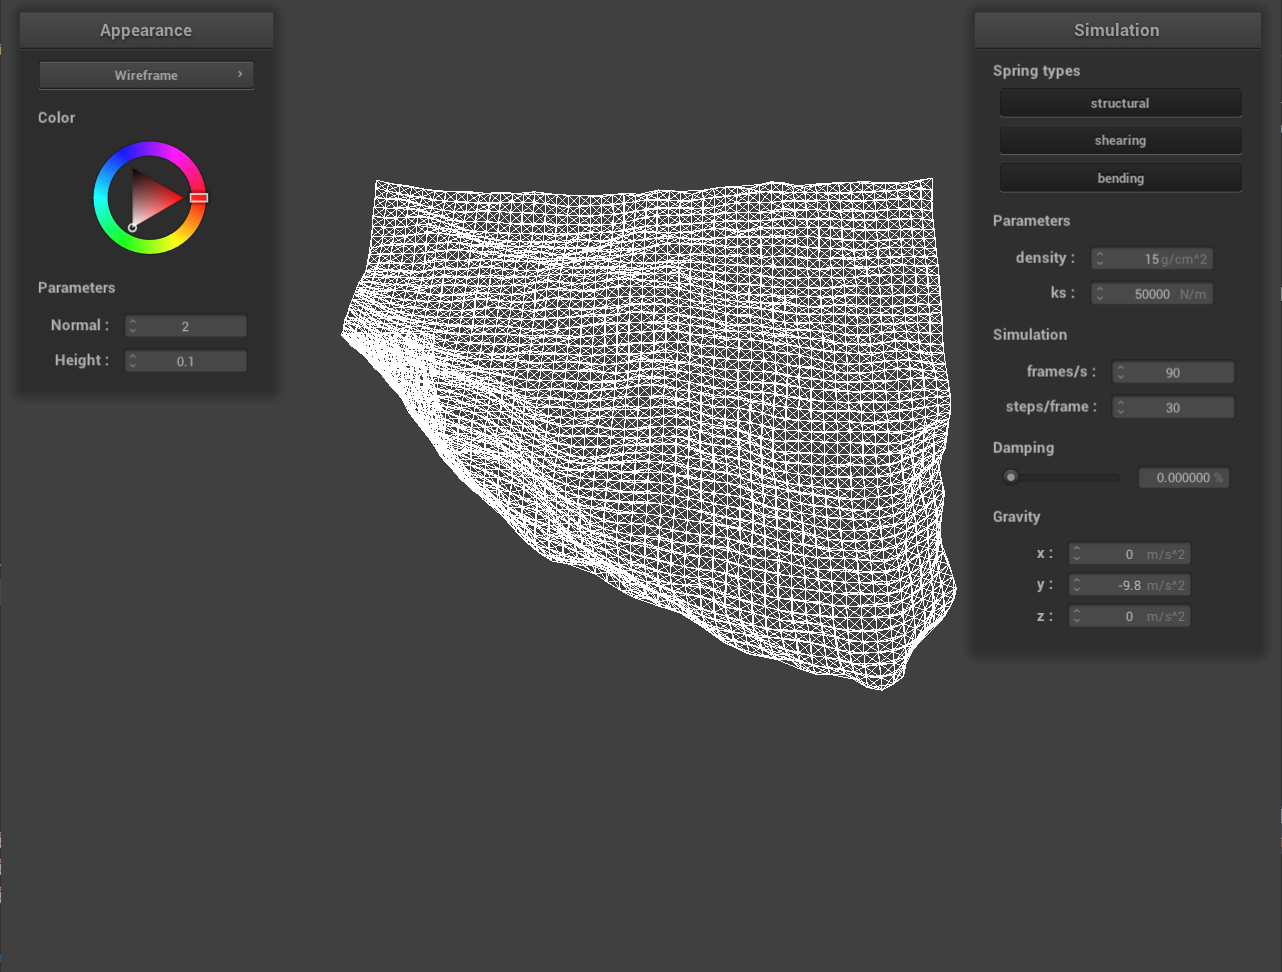 Appearance
Wireframe
Color
Parameters
Normal : 2
Height : 0.1
Simulation
Spring types
structural
shearing
bending
Parameters
density : 15 g/cm^2
ks : 50000 N/m
Simulation
frames/s : 90
steps/frame : 30
Damping
0.000000 %
Gravity
x : 0 m/s^2
y : -9.8 m/s^2
z : 0 m/s^2